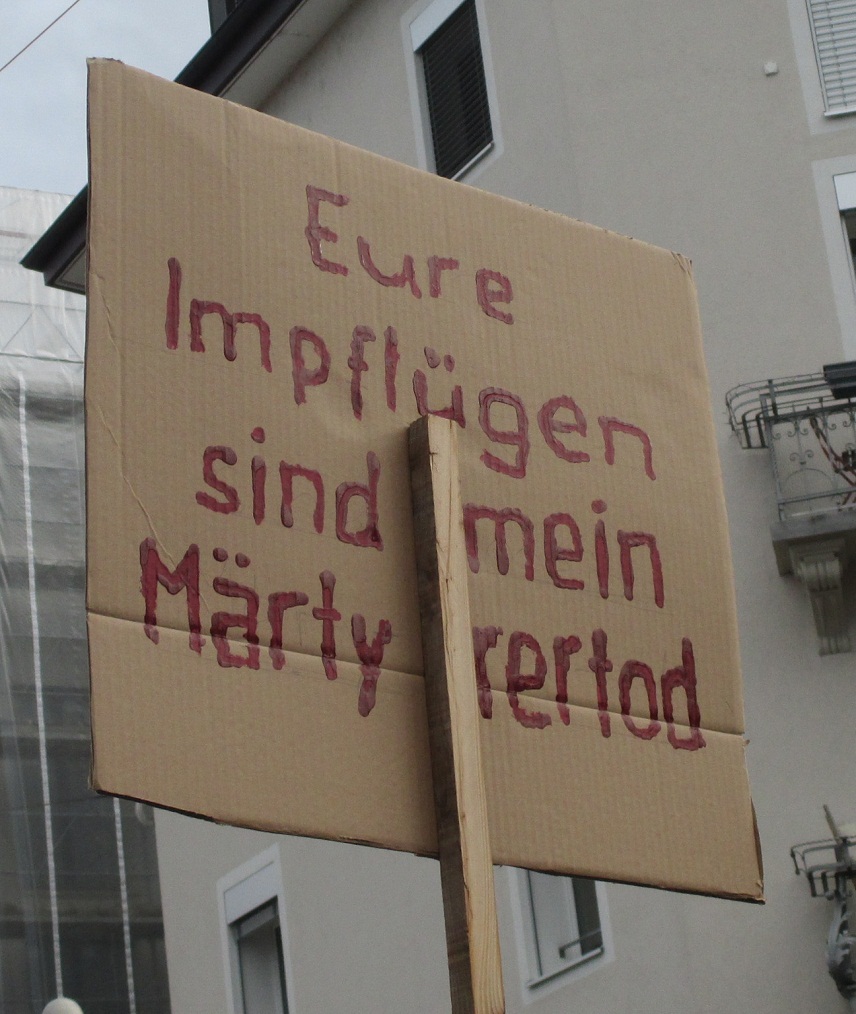 Eure
Impflügen
sind mein
Märtyrertod